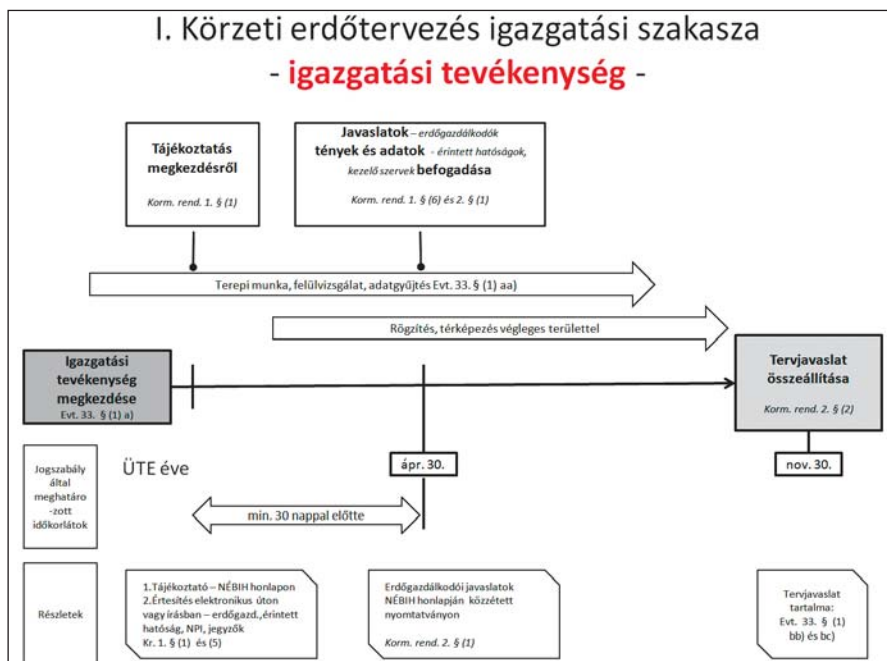 I. Körzeti erdőtervezés igazgatási szakasza
- igazgatási tevékenység -
Tájékoztatás
megkezdésről
Korm. rend. 1. § (1)
Javaslatok – erdőgazdálkodók
tények és adatok - érintett hatóságok,
kezelő szervek befogadása
Korm. rend. 1. § (6) és 2. § (1)
Terepi munka, felülvizsgálat, adatgyűjtés Evt. 33. § (1) aa)
Rögzítés, térképezés végleges területtel
Igazgatási
tevékenység
megkezdése
Evt. 33. § (1) a)
Tervjavaslat
összeállítása
Korm. rend. 2. § (2)
Jogszabály
által
meghatáro
-zott
időkorlátok
ÜTE éve
ápr. 30.
nov. 30.
min. 30 nappal előtte
Részletek
1.Tájékoztató – NÉBIH honlapon
2.Értesítés elektronikus úton
vagy írásban – erdőgazd.,érintett
hatóság, NPI, jegyzők
Kr. 1. § (1) és (5)
Erdőgazdálkodói javaslatok
NÉBIH honlapján közzétett
nyomtatványon
Korm. rend. 2. § (1)
Tervjavaslat
tartalma:
Evt. 33. § (1)
bb) és bc)